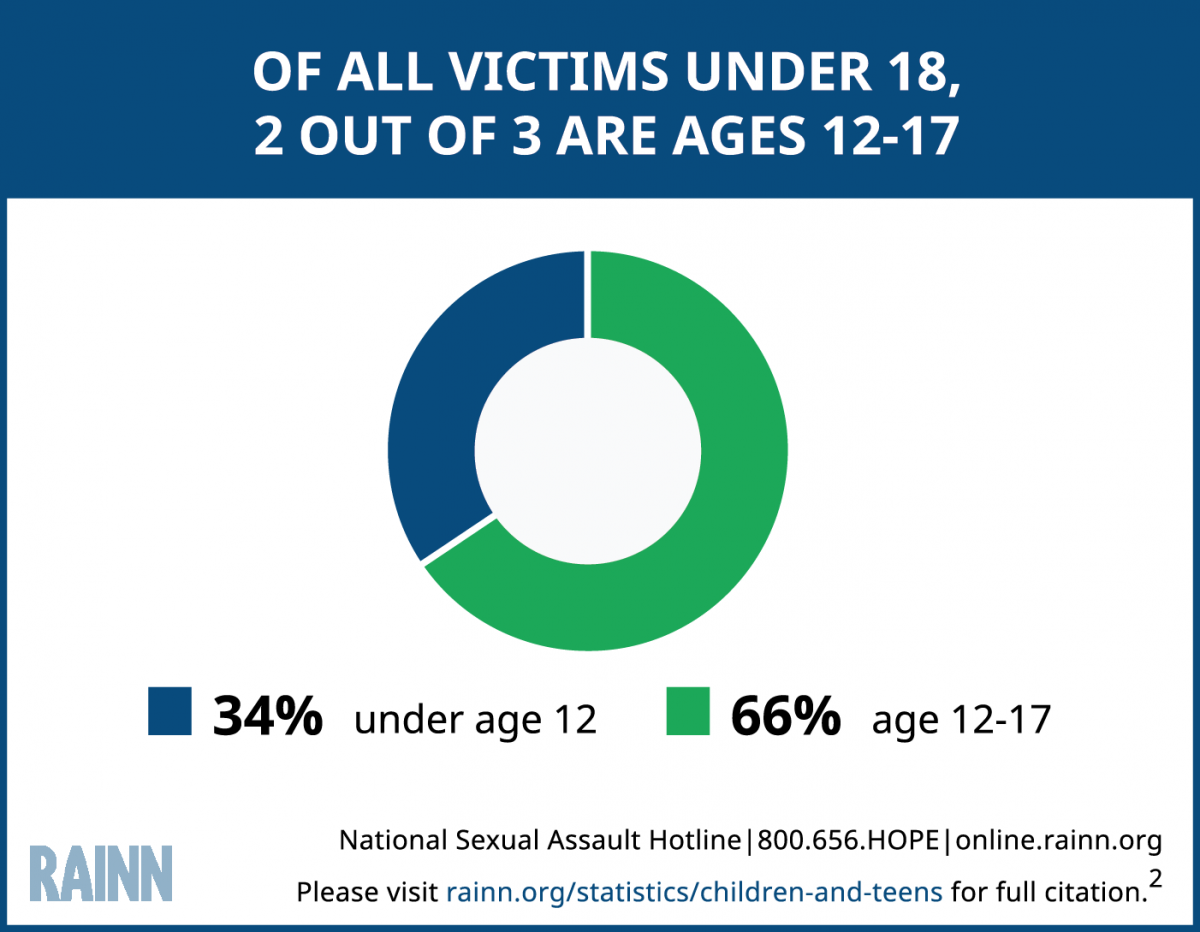 OF ALL VICTIMS UNDER 18,
2 OUT OF 3 ARE AGES 12-17
34% under age 12 66% age 12-17
National Sexual Assault Hotline|800.656.HOPE|online.rainn.org
RAINN
Please visit rainn.org/statistics/children-and-teens for full citation.2